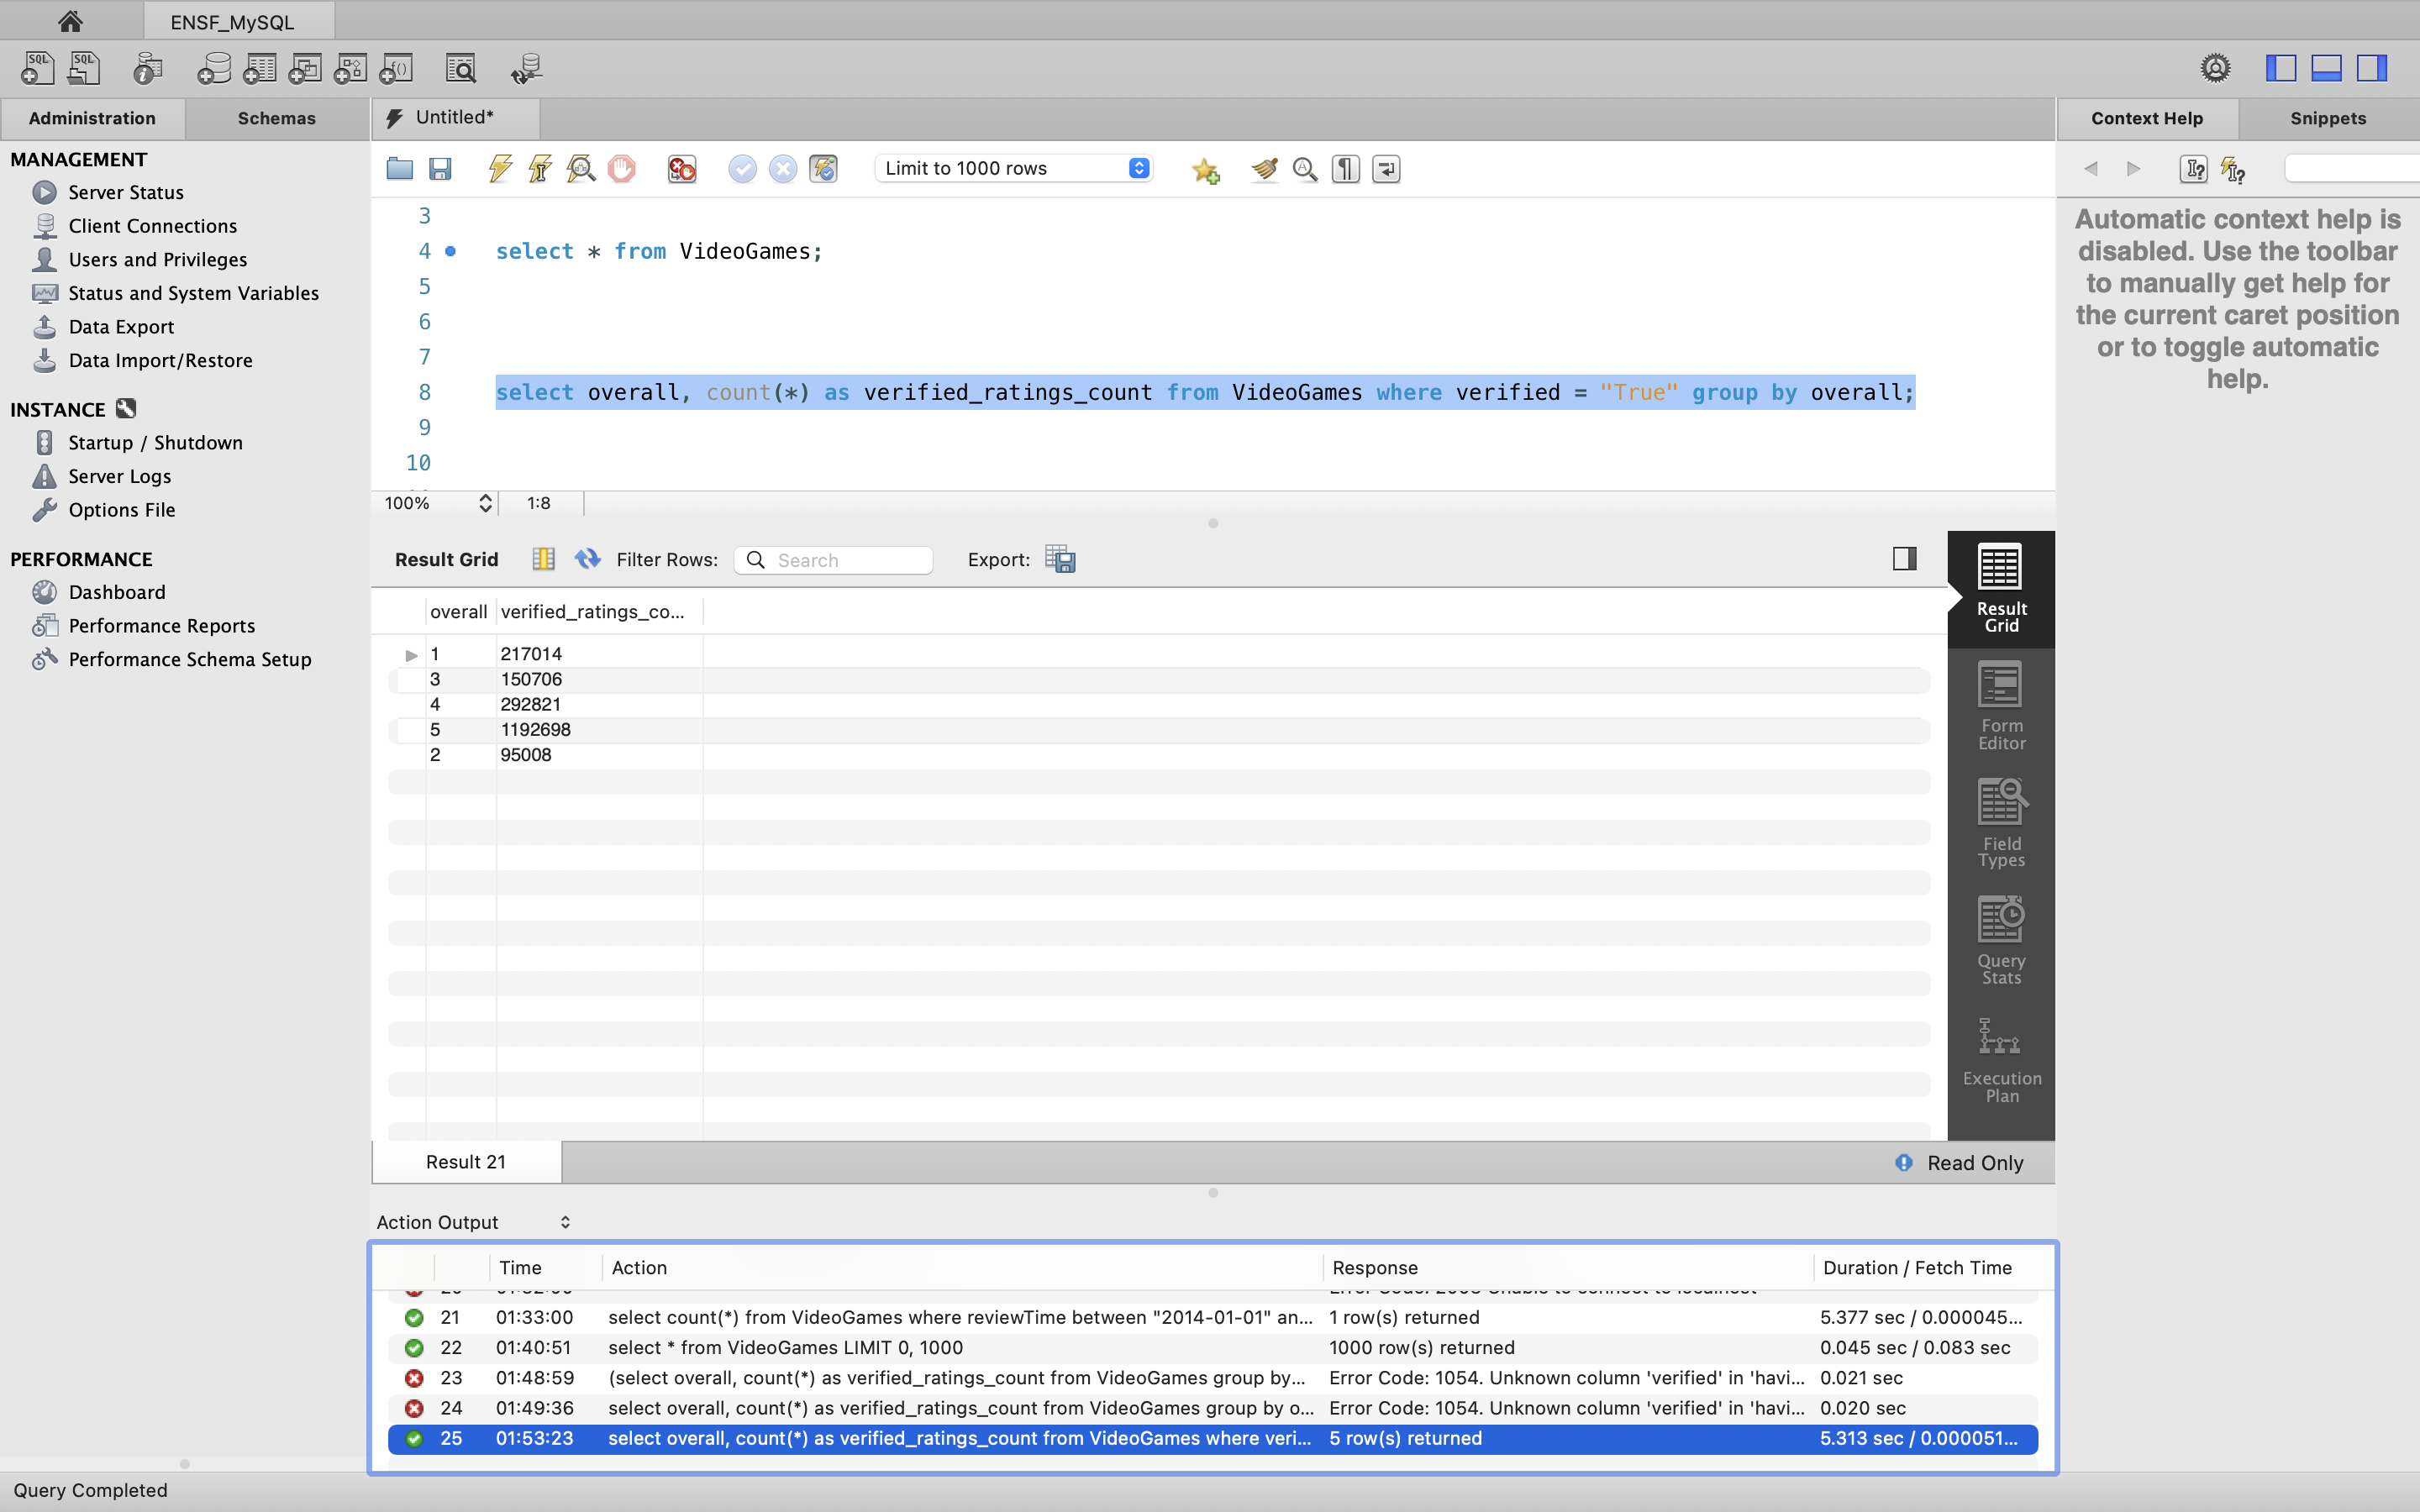 ENSF_MySQL
SQL SQL
Administration Schemas
Untitled*
Context Help Snippets
MANAGEMENT
Server Status
Client Connections
Users and Privileges
Status and System Variables
Data Export
Data Import/Restore
INSTANCE
Startup / Shutdown
Server Logs
Options File
PERFORMANCE
Dashboard
Performance Reports
Performance Schema Setup
Limit to 1000 rows
3
4 select * from VideoGames;
5
6
7
8 select overall, count(*) as verified_ratings_count from VideoGames where verified = "True" group by overall;
9
10
100% 1:8
Automatic context help is
disabled. Use the toolbar
to manually get help for
the current caret position
or to toggle automatic
help.
Result Grid Filter Rows: Search Export:
overall verified_ratings_co...
1 217014
3 150706
4 292821
5 1192698
2 95008
Result
Grid
Form
Editor
Field
Types
Query
Stats
Execution
Plan
Result 21 Read Only
Action Output
Time Action Response Duration / Fetch Time
21 01:33:00 select count(*) from VideoGames where reviewTime between "2014-01-01" an... 1 row(s) returned 5.377 sec / 0.000045...
22 01:40:51 select * from VideoGames LIMIT 0, 1000 1000 row(s) returned 0.045 sec / 0.083 sec
23 01:48:59 (select overall, count(*) as verified_ratings_count from VideoGames group by... Error Code: 1054. Unknown column 'verified' in 'havi... 0.021 sec
24 01:49:36 select overall, count(*) as verified_ratings_count from VideoGames group by o... Error Code: 1054. Unknown column 'verified' in 'havi... 0.020 sec
25 01:53:23 select overall, count(*) as verified_ratings_count from VideoGames where veri... 5 row(s) returned 5.313 sec / 0.000051...
Query Completed